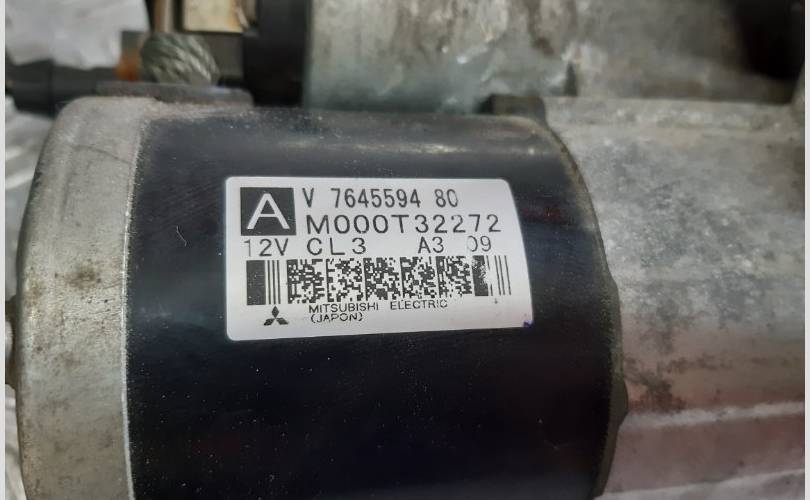 A V 7645594 80
M000T32272
12V CL3 A3 09
MITSUBISHI ELECTRIC
(JAPON)